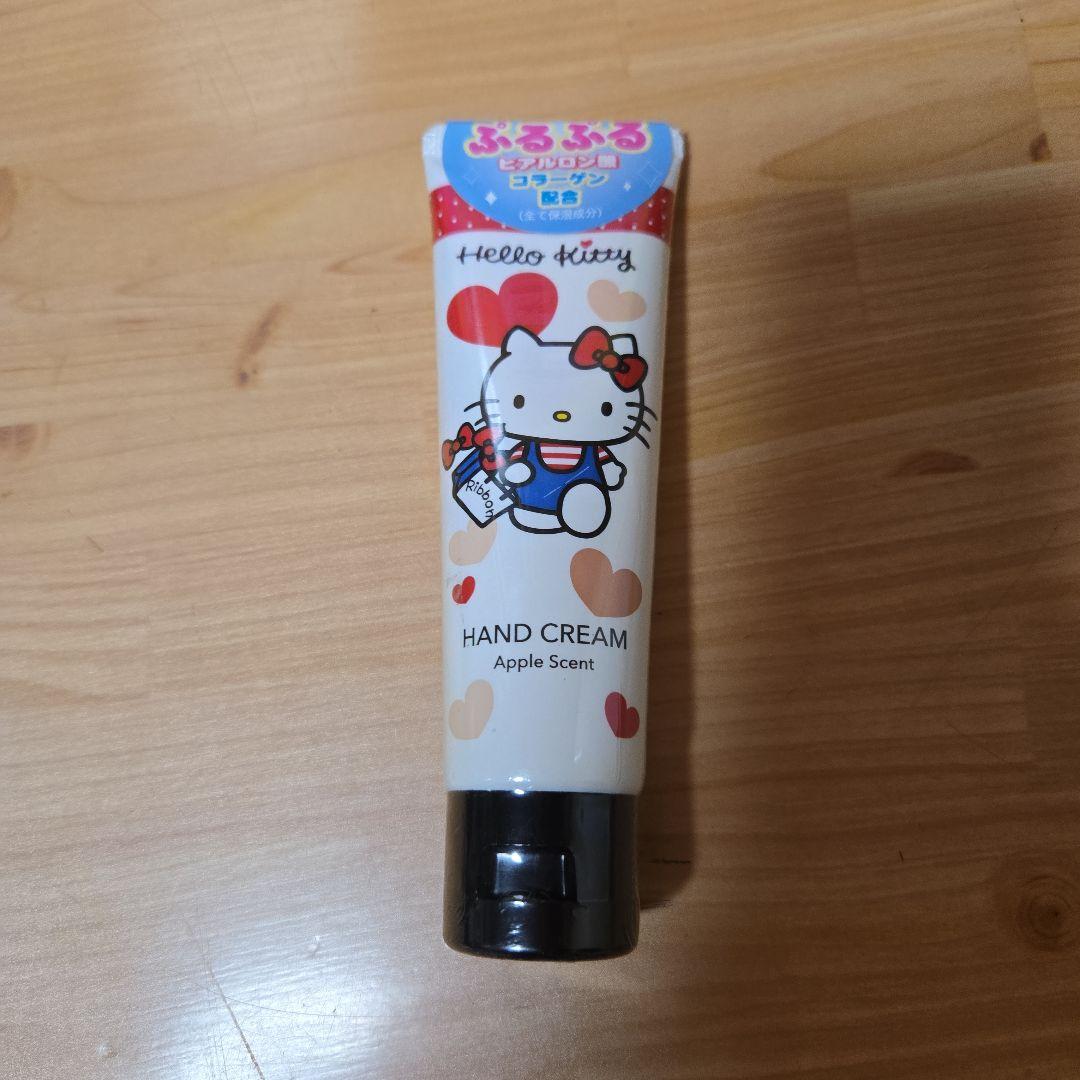 ぷるぷる
ヒアルロン酸
コラーゲン
配合
(全て保湿成分)
Hello Kitty
Ribbon
HAND CREAM
Apple Scent